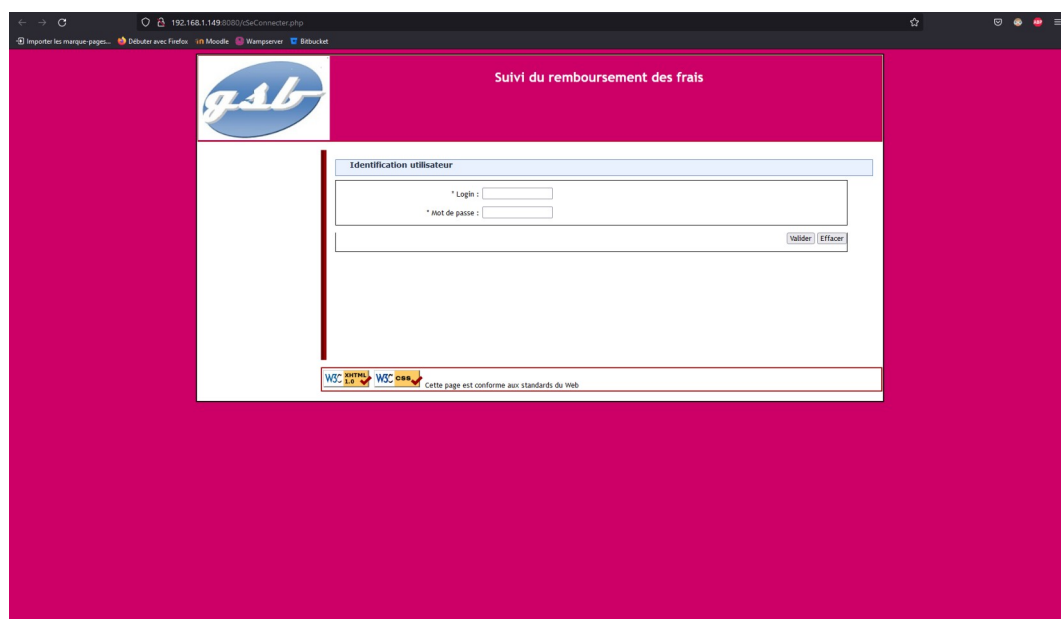 192.168.1.149:8080/cSeConnecter.php
Importer les marque-pages... Débuter avec Firefox Moodle Wampserver Bitbucket
gsb
Suivi du remboursement des frais
Identification utilisateur
* Login :
* Mot de passe :
Valider Effacer
W3C XHTML 1.0 W3C css Cette page est conforme aux standards du Web